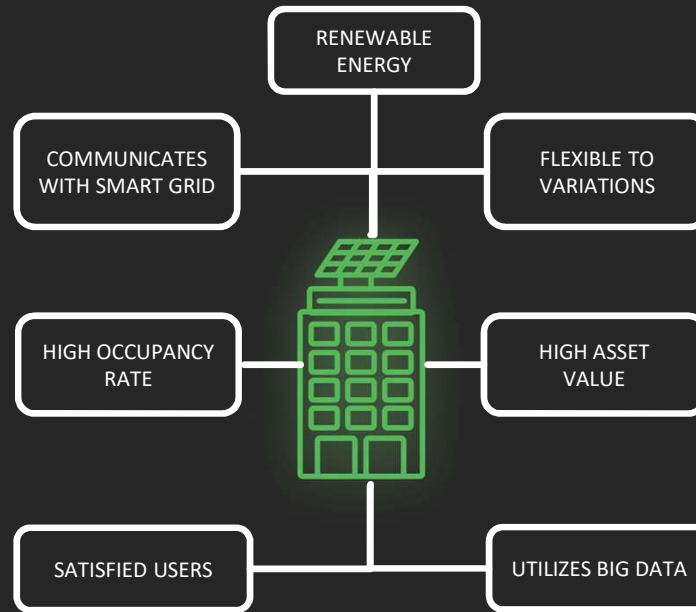 RENEWABLE
ENERGY
COMMUNICATES
WITH SMART GRID
FLEXIBLE TO
VARIATIONS
HIGH OCCUPANCY
RATE
HIGH ASSET
VALUE
SATISFIED USERS
UTILIZES BIG DATA